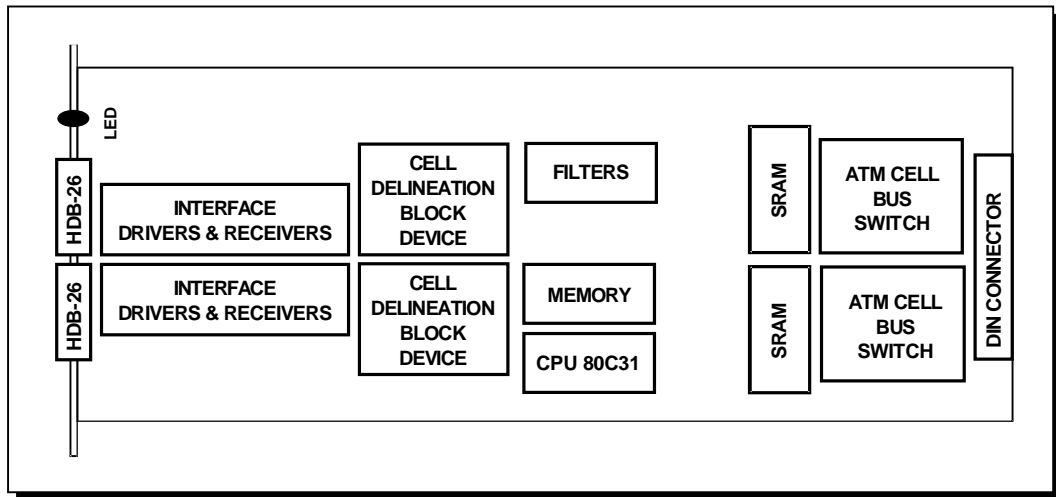 LED
HDB-26
HDB-26
INTERFACE
DRIVERS & RECEIVERS
INTERFACE
DRIVERS & RECEIVERS
CELL
DELINEATION
BLOCK
DEVICE
CELL
DELINEATION
BLOCK
DEVICE
FILTERS
MEMORY
CPU 80C31
SRAM
SRAM
ATM CELL
BUS
SWITCH
ATM CELL
BUS
SWITCH
DIN CONNECTOR